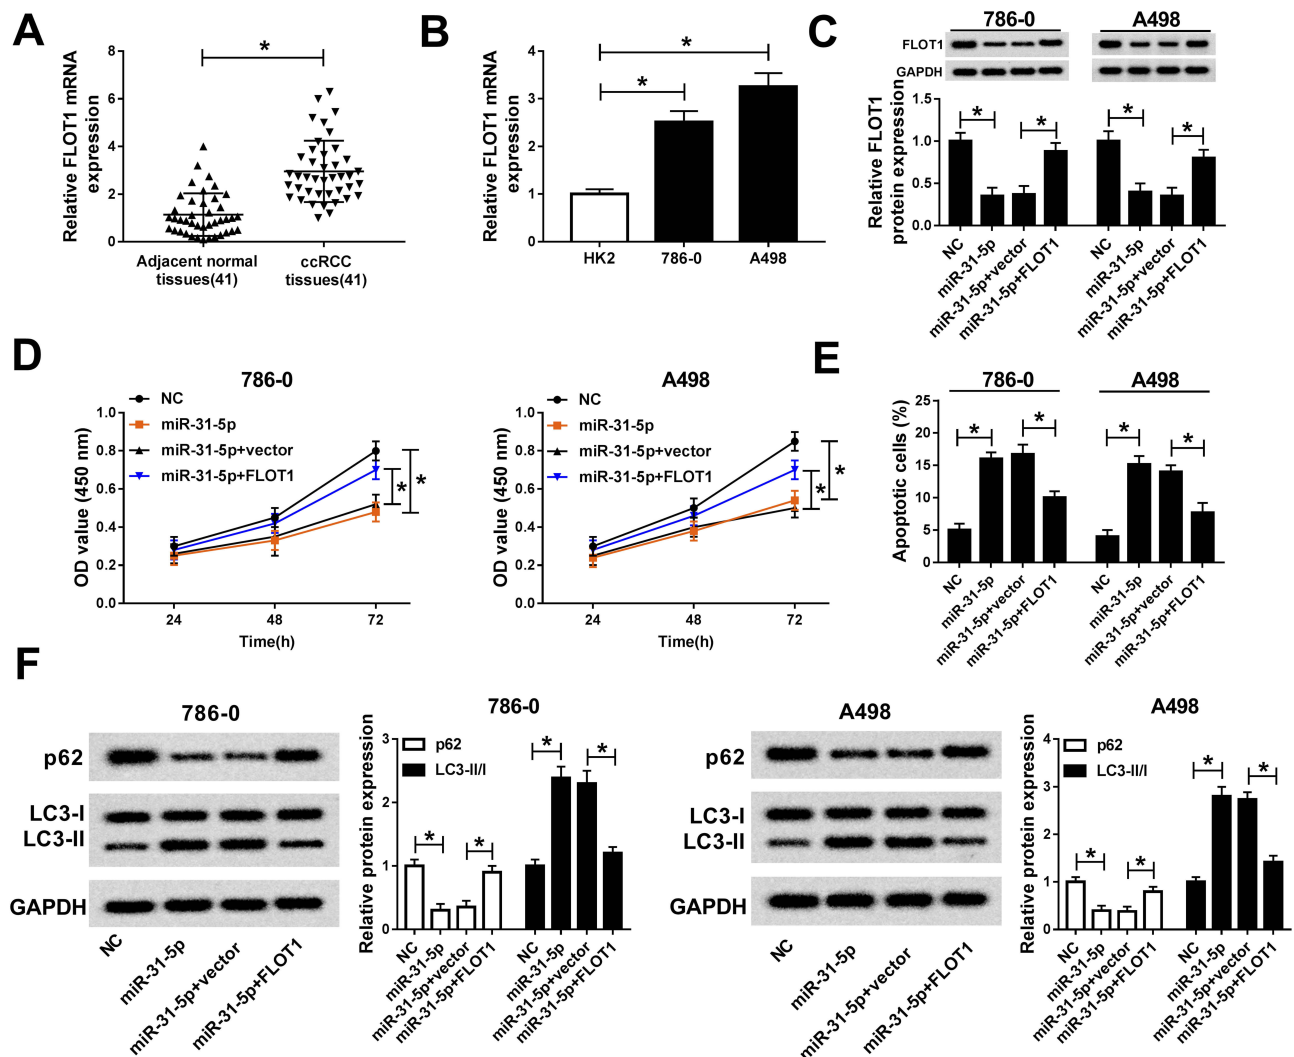 A
Relative FLOT1 mRNA
expression
8
6
4
2
0
*
Adjacent normal
tissues(41)
ccRCC
tissues(41)
B
Relative FLOT1 mRNA
expression
4
3
2
1
0
*
*
HK2
786-0
A498
C
786-0
A498
FLOT1
GAPDH
Relative FLOT1
protein expression
1.5
1.0
0.5
0.0
*
*
*
*
NC
miR-31-5p
miR-31-5p+vector
miR-31-5p+FLOT1
NC
miR-31-5p
miR-31-5p+vector
miR-31-5p+FLOT1
D
786-0
NC
miR-31-5p
miR-31-5p+vector
miR-31-5p+FLOT1
OD value (450 nm)
1.0
0.8
0.6
0.4
0.2
0.0
*
*
24
48
72
Time(h)
A498
NC
miR-31-5p
miR-31-5p+vector
miR-31-5p+FLOT1
OD value (450 nm)
1.0
0.8
0.6
0.4
0.2
0.0
*
*
24
48
72
Time(h)
E
786-0
A498
Apoptotic cells (%)
25
20
15
10
5
0
*
*
*
*
NC
miR-31-5p
miR-31-5p+vector
miR-31-5p+FLOT1
NC
miR-31-5p
miR-31-5p+vector
miR-31-5p+FLOT1
F
786-0
p62
LC3-I
LC3-II
GAPDH
NC
miR-31-5p
miR-31-5p+vector
miR-31-5p+FLOT1
786-0
Relative protein expression
3
2
1
0
p62
LC3-II/I
*
*
*
*
NC
miR-31-5p
miR-31-5p+vector
miR-31-5p+FLOT1
NC
miR-31-5p
miR-31-5p+vector
miR-31-5p+FLOT1
A498
p62
LC3-I
LC3-II
GAPDH
NC
miR-31-5p
miR-31-5p+vector
miR-31-5p+FLOT1
A498
Relative protein expression
4
3
2
1
0
p62
LC3-II/I
*
*
*
*
NC
miR-31-5p
miR-31-5p+vector
miR-31-5p+FLOT1
NC
miR-31-5p
miR-31-5p+vector
miR-31-5p+FLOT1